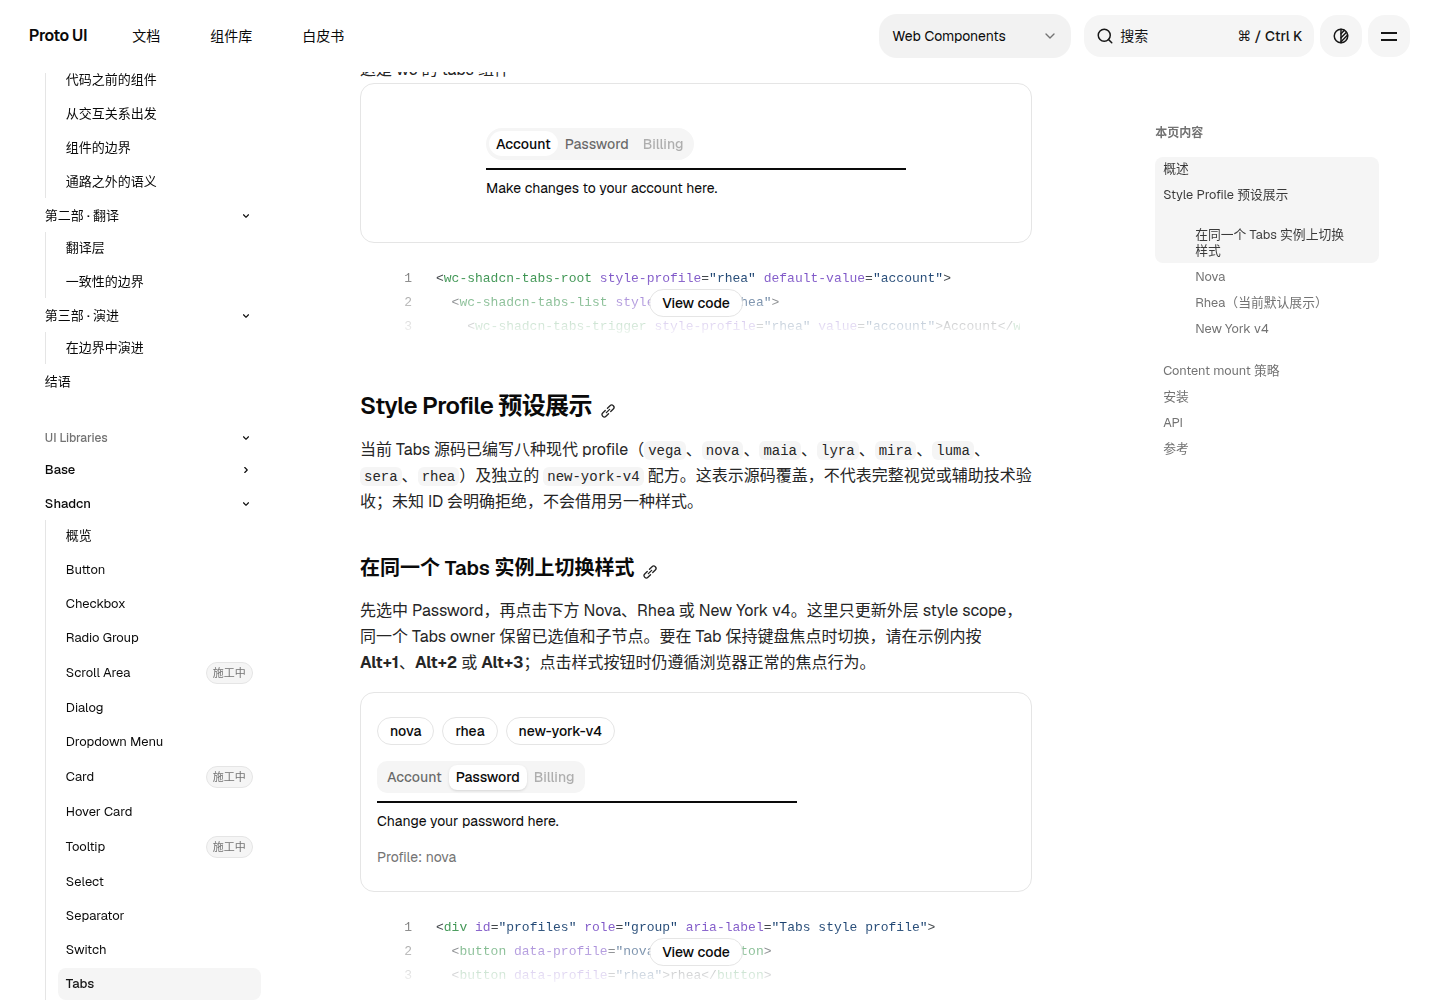 Proto UI
文档
组件库
白皮书
Web Components
搜索
⌘ / Ctrl K
代码之前的组件
从交互关系出发
组件的边界
通路之外的语义
第二部 · 翻译
翻译层
一致性的边界
第三部 · 演进
在边界中演进
结语
UI Libraries
Base
Shadcn
概览
Button
Checkbox
Radio Group
Scroll Area 施工中
Dialog
Dropdown Menu
Card 施工中
Hover Card
Tooltip 施工中
Select
Separator
Switch
Tabs
这是 wc 的 tabs 组件
Account Password Billing
Make changes to your account here.
1 <wc-shadcn-tabs-root style-profile="rhea" default-value="account">
2 <wc-shadcn-tabs-list style
hea">
View code
3 <wc-shadcn-tabs-trigger style-profile="rhea" value="account">Account</w
Style Profile 预设展示
当前 Tabs 源码已编写八种现代 profile（vega、nova、maia、lyra、mira、luma、
sera、rhea）及独立的 new-york-v4 配方。这表示源码覆盖，不代表完整视觉或辅助技术验
收；未知 ID 会明确拒绝，不会借用另一种样式。
在同一个 Tabs 实例上切换样式
先选中 Password，再点击下方 Nova、Rhea 或 New York v4。这里只更新外层 style scope，
同一个 Tabs owner 保留已选值和子节点。要在 Tab 保持键盘焦点时切换，请在示例内按
Alt+1、Alt+2 或 Alt+3；点击样式按钮时仍遵循浏览器正常的焦点行为。
nova rhea new-york-v4
Account Password Billing
Change your password here.
Profile: nova
1 <div id="profiles" role="group" aria-label="Tabs style profile">
2 <button data-profile="nova
ton>
View code
3 <button data-profile="rhea">rhea</button>
本页内容
概述
Style Profile 预设展示
在同一个 Tabs 实例上切换
样式
Nova
Rhea（当前默认展示）
New York v4
Content mount 策略
安装
API
参考